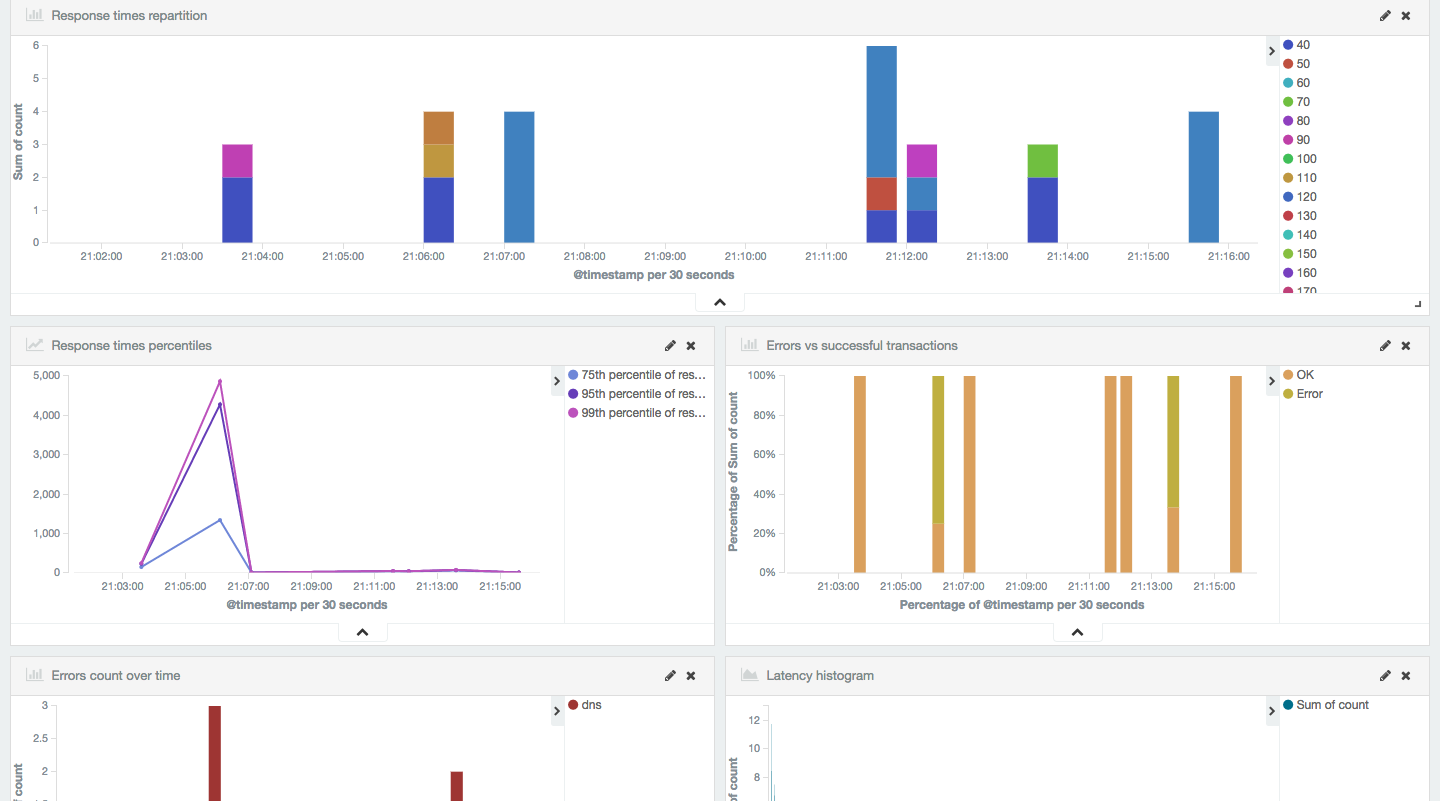 Response times repartition
6
5
4
3
2
1
0
Sum of count
21:02:00 21:03:00 21:04:00 21:05:00 21:06:00 21:07:00 21:08:00 21:09:00 21:10:00 21:11:00 21:12:00 21:13:00 21:14:00 21:15:00 21:16:00
@timestamp per 30 seconds
40
50
60
70
80
90
100
110
120
130
140
150
160
170
Response times percentiles
5,000
4,000
3,000
2,000
1,000
0
21:03:00 21:05:00 21:07:00 21:09:00 21:11:00 21:13:00 21:15:00
@timestamp per 30 seconds
75th percentile of res...
95th percentile of res...
99th percentile of res...
Errors vs successful transactions
100%
80%
60%
40%
20%
0%
Percentage of Sum of count
21:03:00 21:05:00 21:07:00 21:09:00 21:11:00 21:13:00 21:15:00
Percentage of @timestamp per 30 seconds
OK
Error
Errors count over time
3
2.5
2
count
dns
Latency histogram
12
10
8
of count
Sum of count